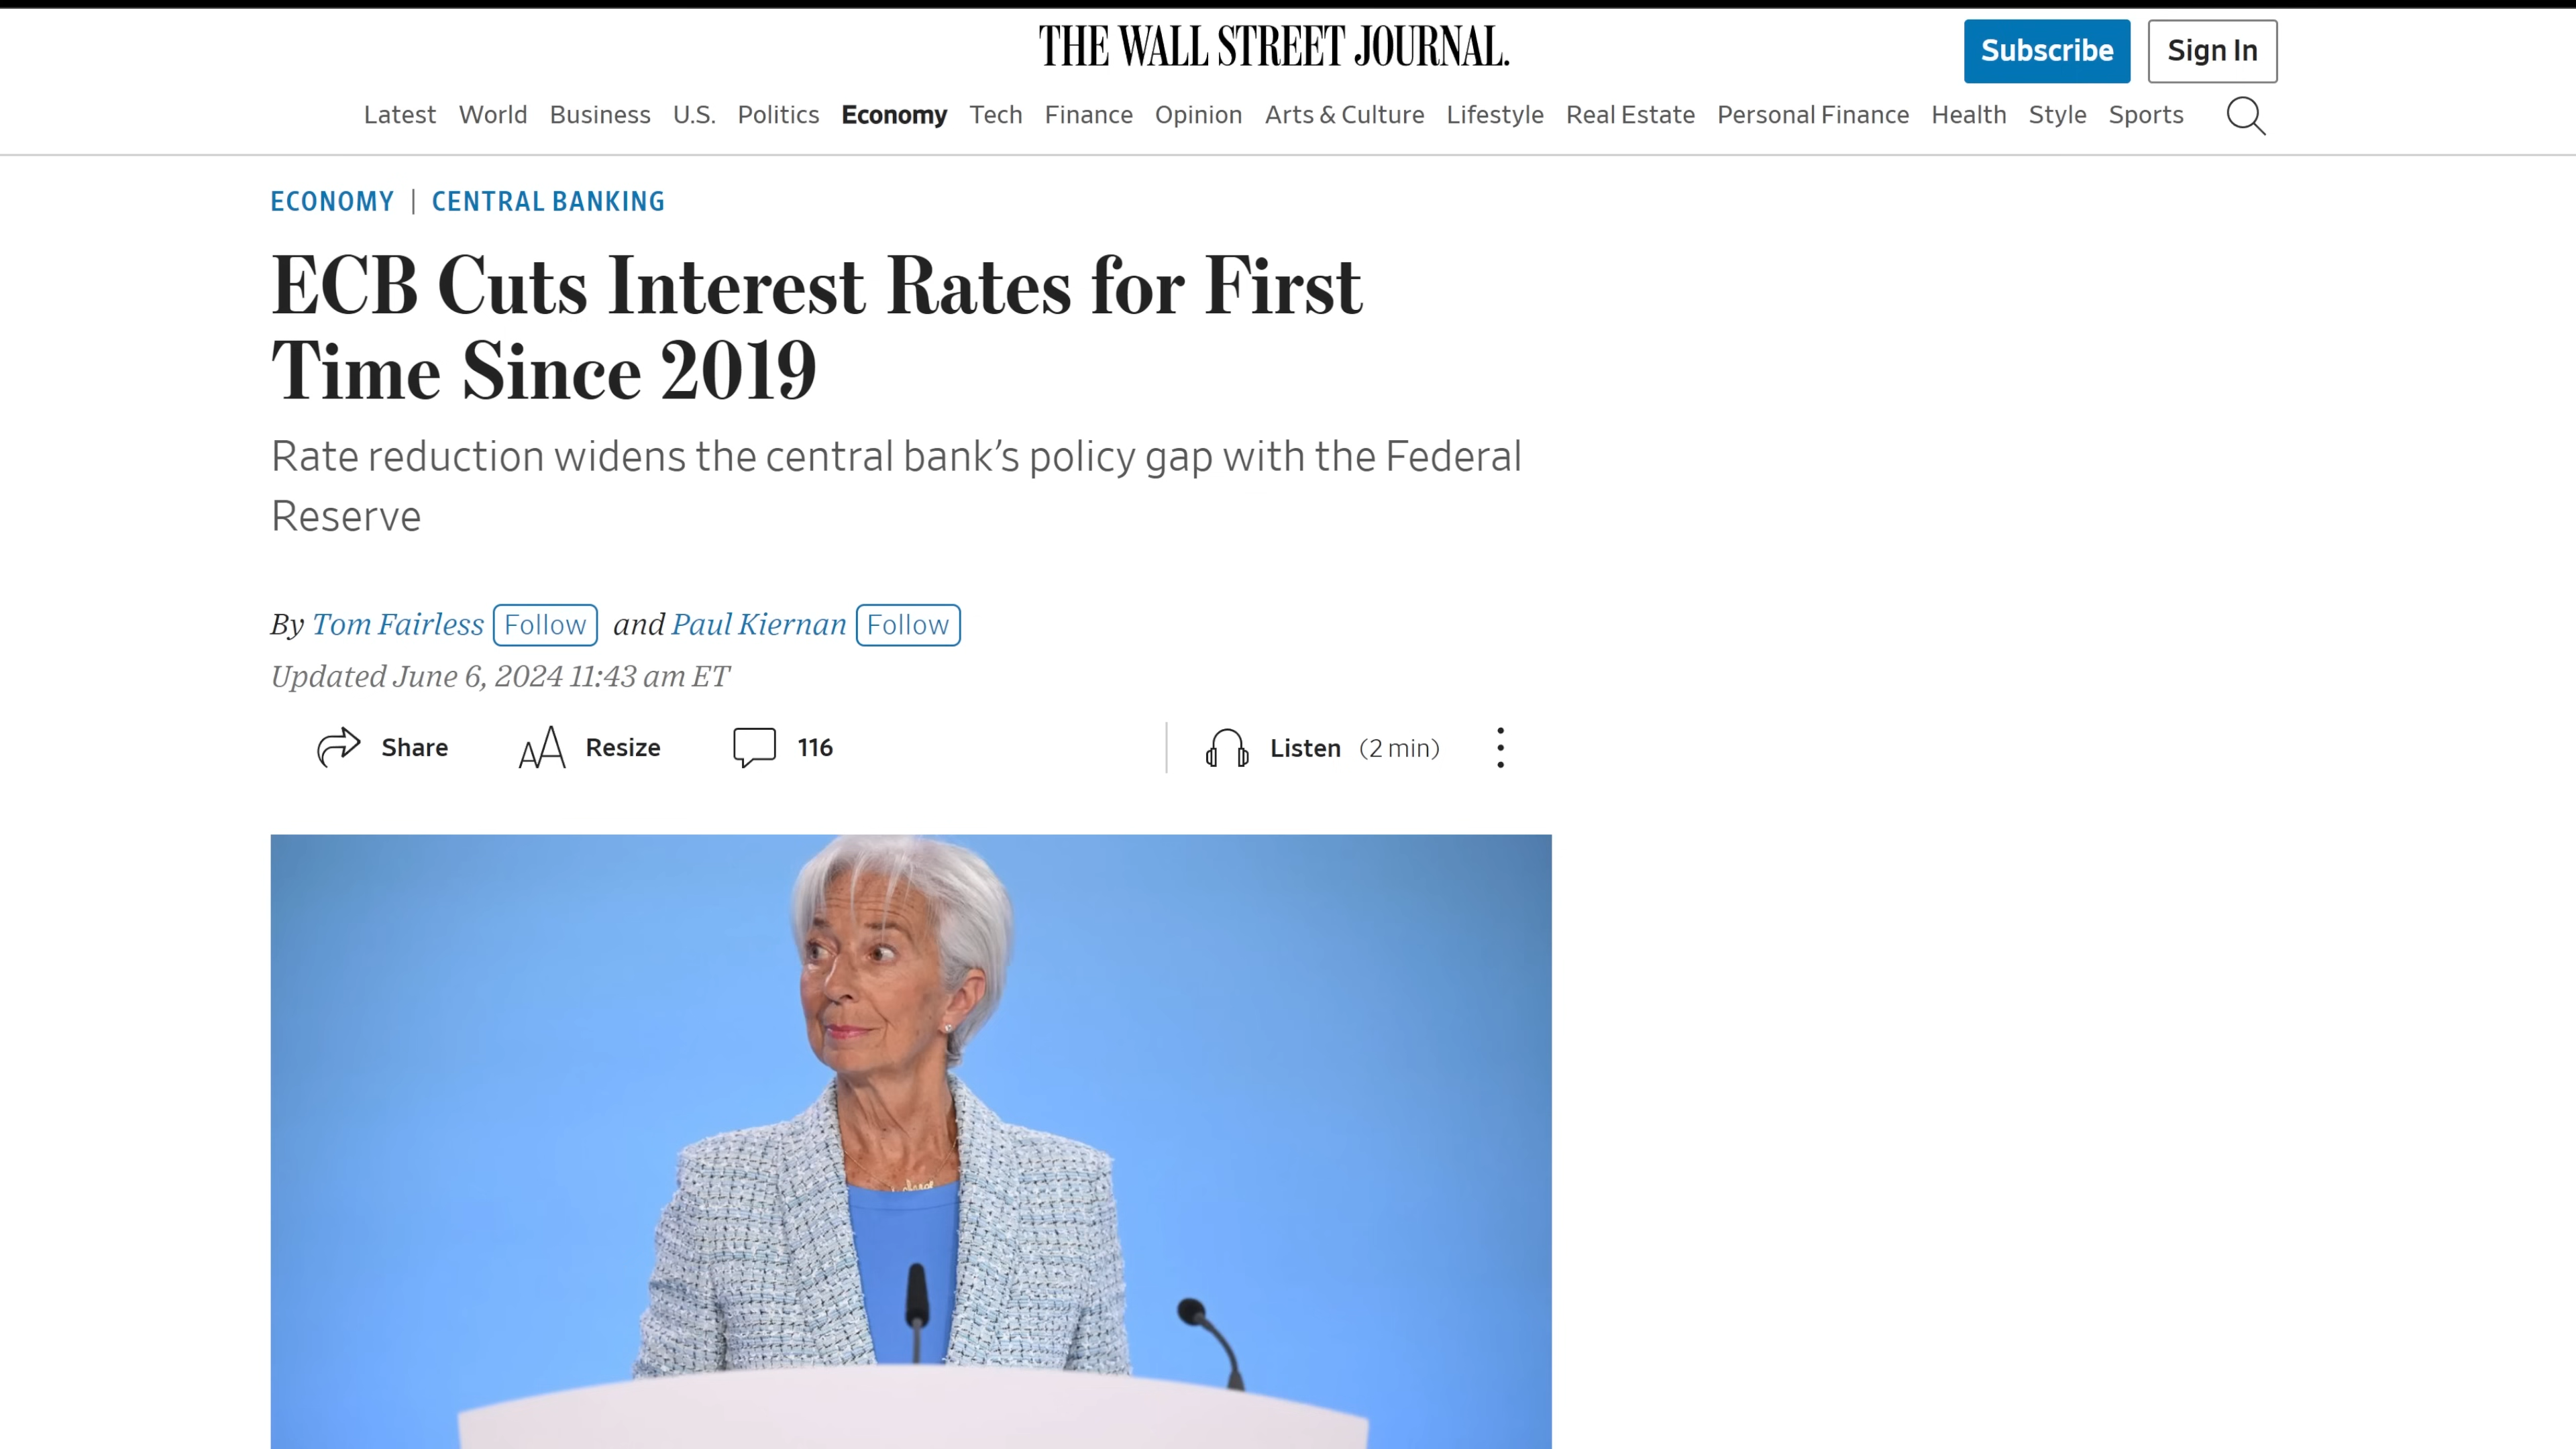 THE WALL STREET JOURNAL.
Subscribe
Sign In
Latest World Business U.S. Politics Economy Tech Finance Opinion Arts & Culture Lifestyle Real Estate Personal Finance Health Style Sports
ECONOMY | CENTRAL BANKING
ECB Cuts Interest Rates for First
Time Since 2019
Rate reduction widens the central bank’s policy gap with the Federal
Reserve
By Tom Fairless Follow and Paul Kiernan Follow
Updated June 6, 2024 11:43 am ET
Share
AA Resize
116
Listen (2 min)